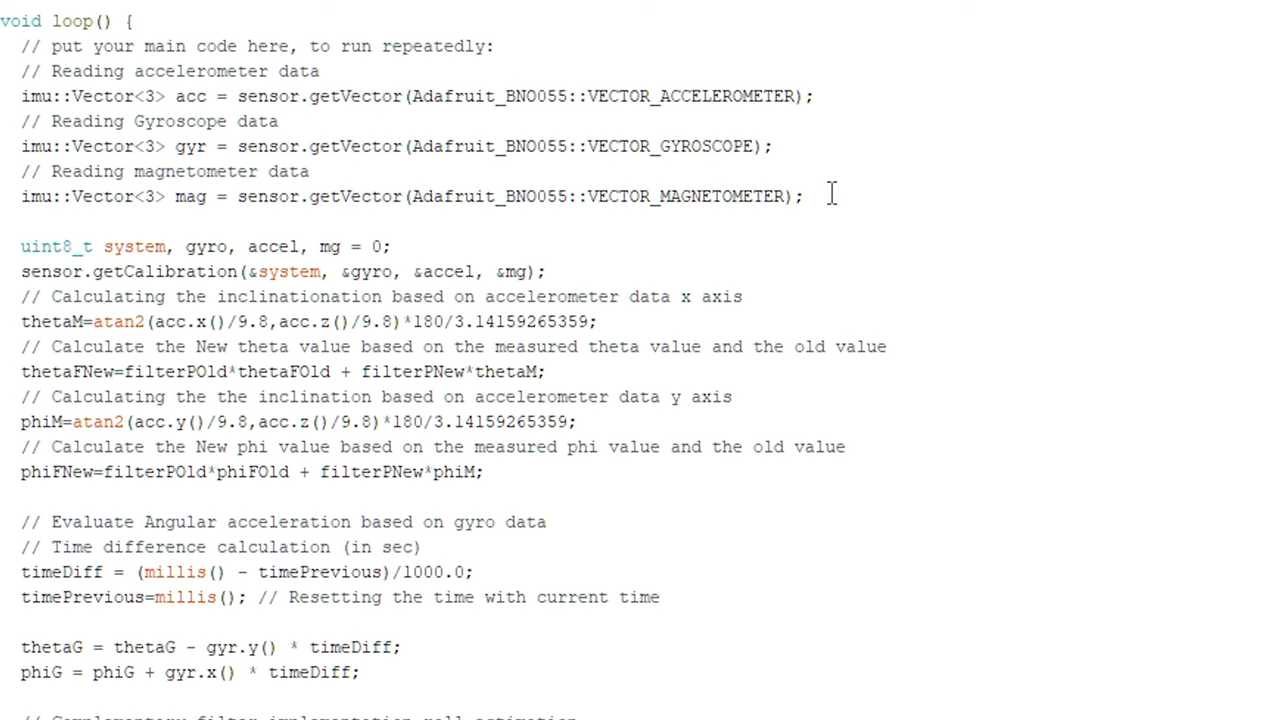 void loop() {
// put your main code here, to run repeatedly:
// Reading accelerometer data
imu::Vector<3> acc = sensor.getVector(Adafruit_BNO055::VECTOR_ACCELEROMETER);
// Reading Gyroscope data
imu::Vector<3> gyr = sensor.getVector(Adafruit_BNO055::VECTOR_GYROSCOPE);
// Reading magnetometer data
imu::Vector<3> mag = sensor.getVector(Adafruit_BNO055::VECTOR_MAGNETOMETER);
uint8_t system, gyro, accel, mg = 0;
sensor.getCalibration(&system, &gyro, &accel, &mg);
// Calculating the inclinationation based on accelerometer data x axis
thetaM=atan2(acc.x()/9.8,acc.z()/9.8)*180/3.14159265359;
// Calculate the New theta value based on the measured theta value and the old value
thetaFNew=filterPOld*thetaFOld + filterPNew*thetaM;
// Calculating the the inclination based on accelerometer data y axis
phiM=atan2(acc.y()/9.8,acc.z()/9.8)*180/3.14159265359;
// Calculate the New phi value based on the measured phi value and the old value
phiFNew=filterPOld*phiFOld + filterPNew*phiM;
// Evaluate Angular acceleration based on gyro data
// Time difference calculation (in sec)
timeDiff = (millis() - timePrevious)/1000.0;
timePrevious=millis(); // Resetting the time with current time
thetaG = thetaG - gyr.y() * timeDiff;
phiG = phiG + gyr.x() * timeDiff;